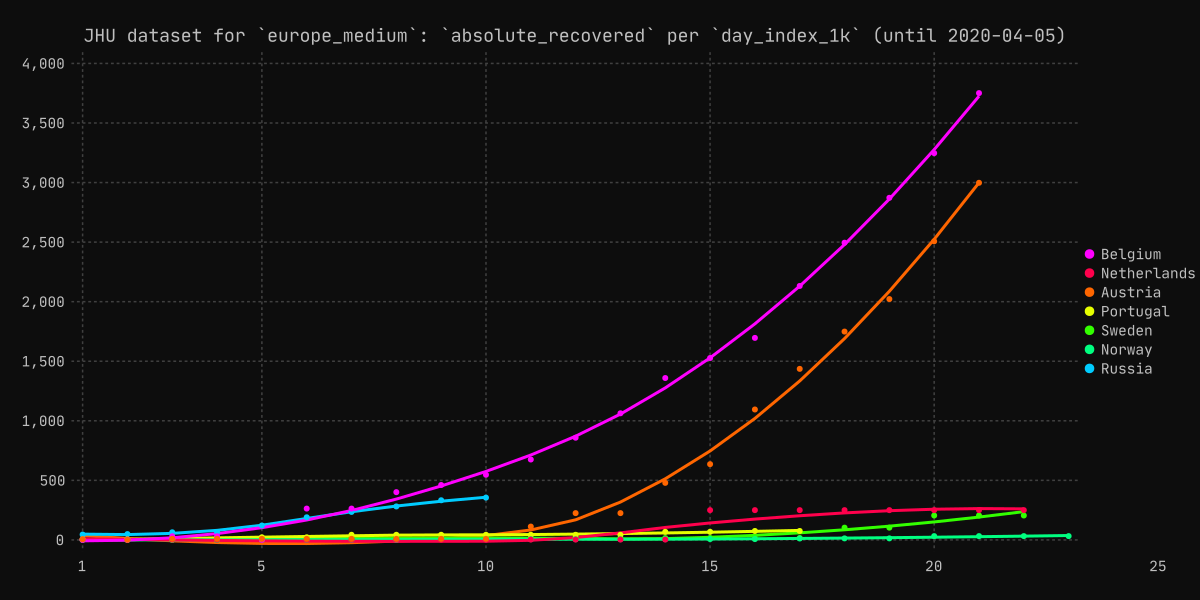 JHU dataset for `europe_medium`: `absolute_recovered` per `day_index_1k` (until 2020-04-05)
4,000
3,500
3,000
2,500
2,000
1,500
1,000
500
0
1 5 10 15 20 25
Belgium
Netherlands
Austria
Portugal
Sweden
Norway
Russia